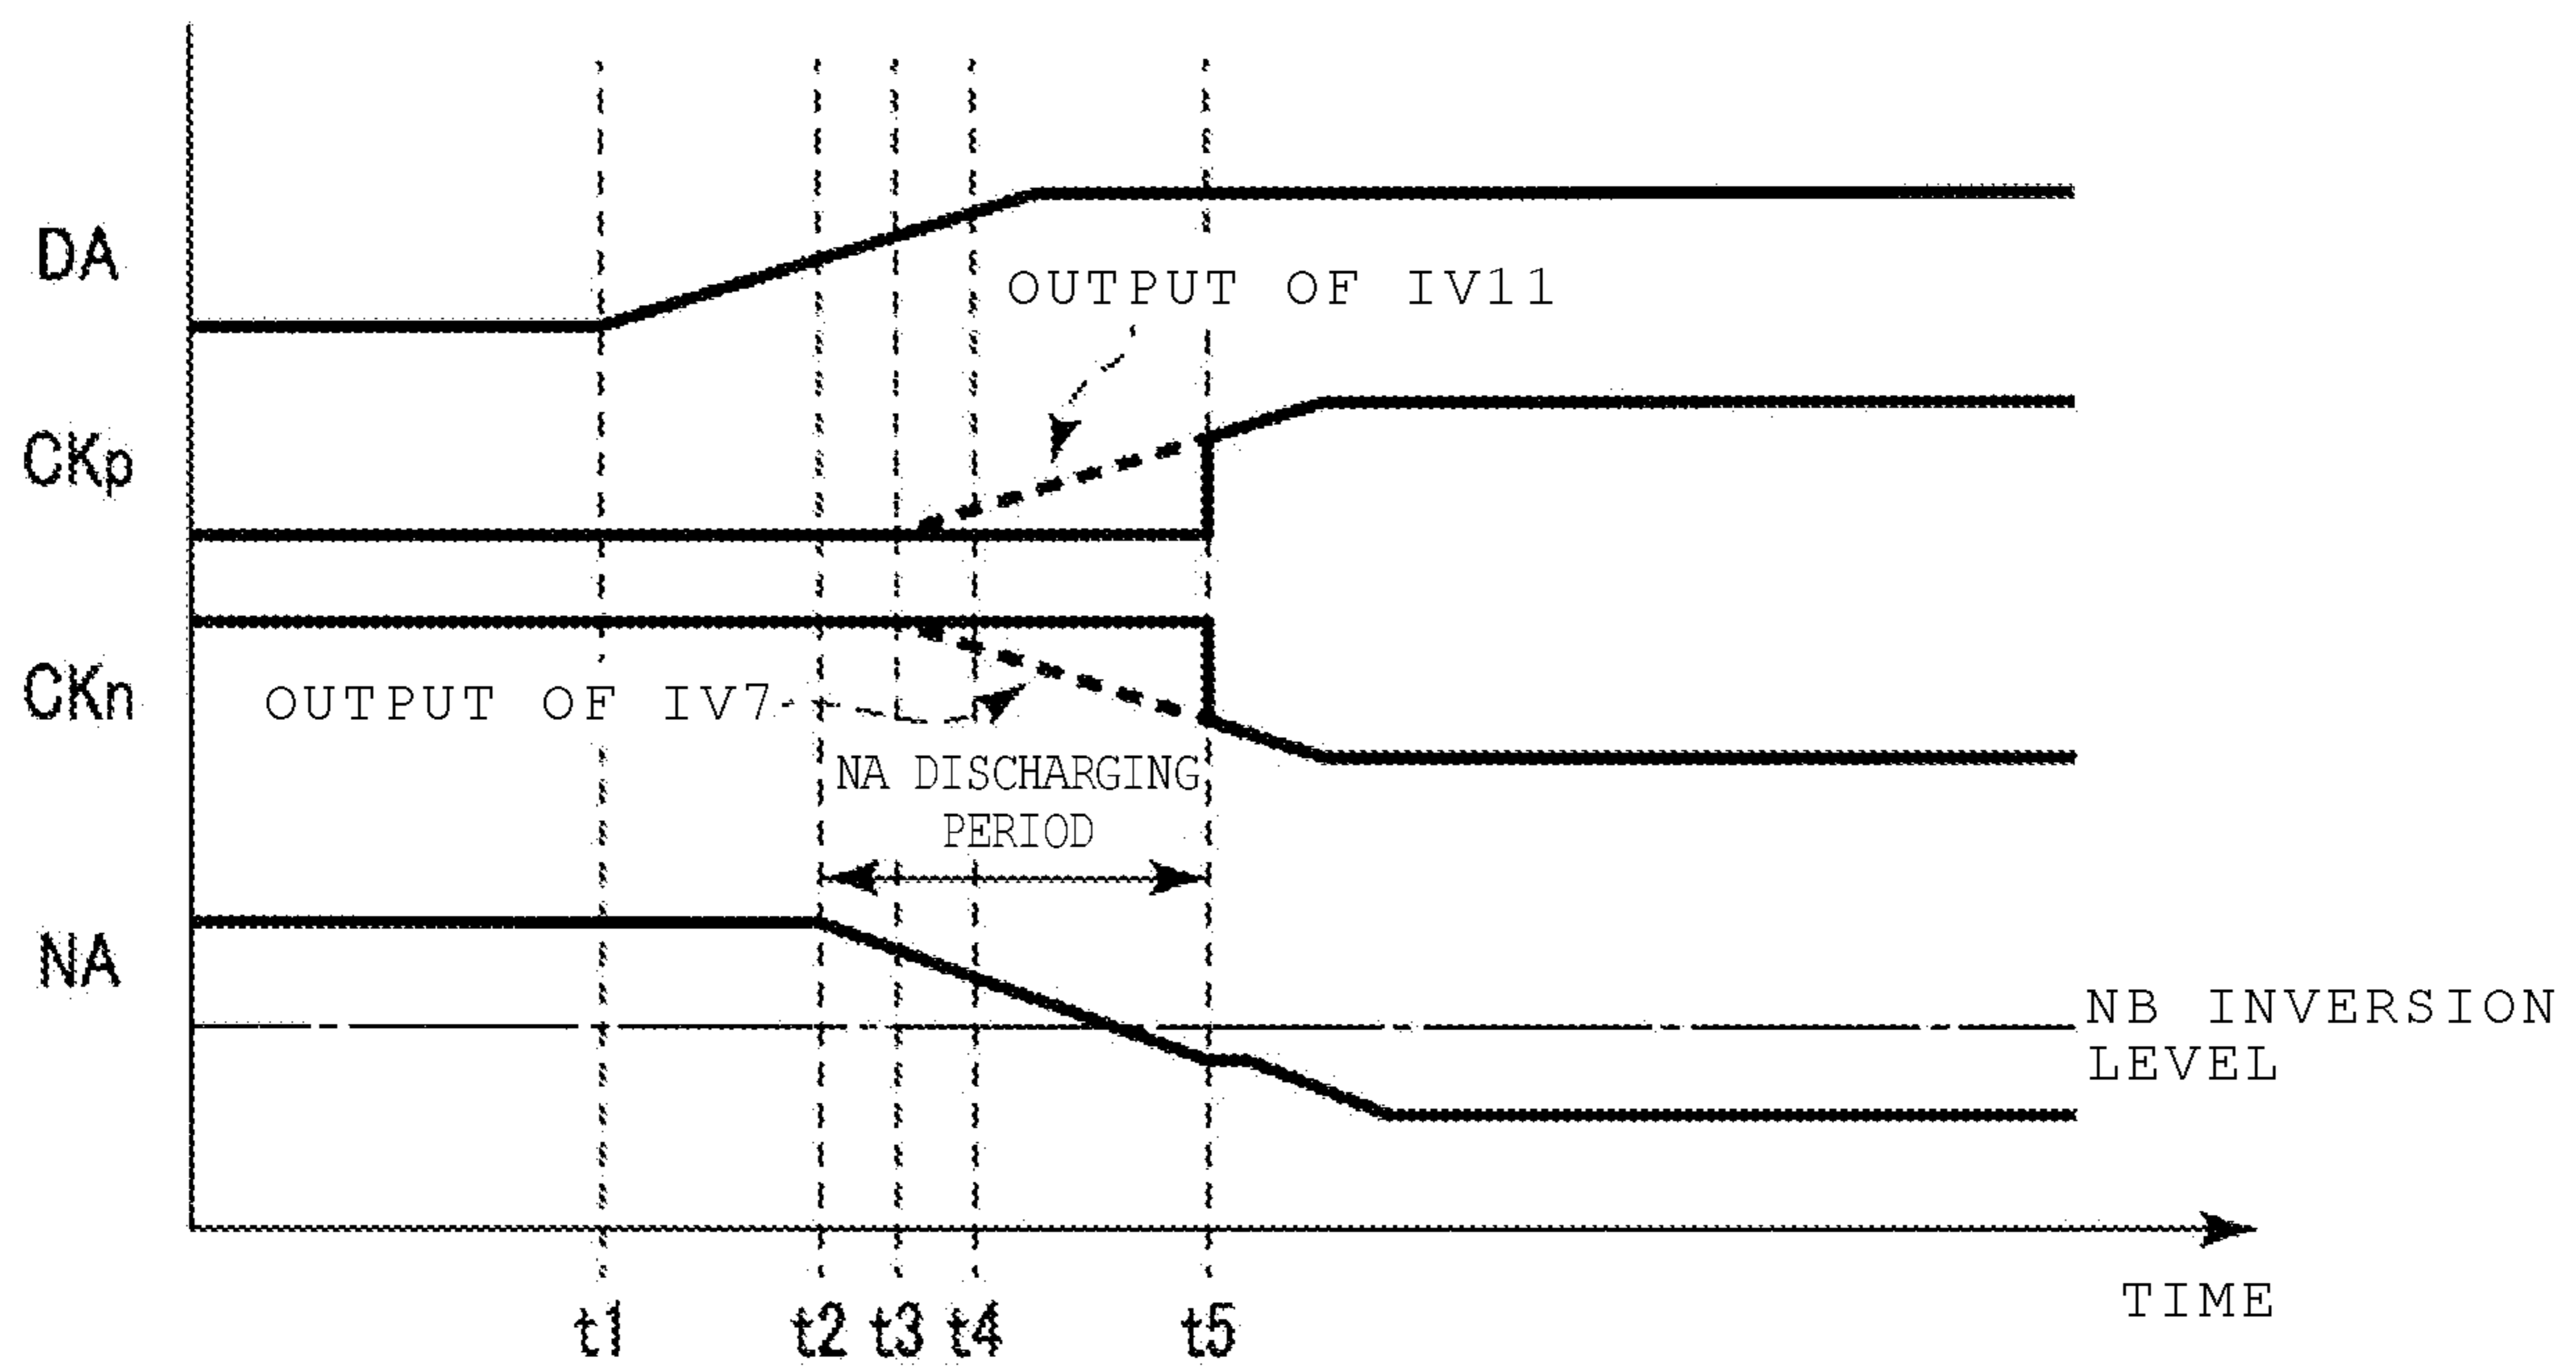 DA
OUTPUT OF IV11
CKp
CKn
OUTPUT OF IV7
NA DISCHARGING
PERIOD
NA
NB INVERSION
LEVEL
TIME
t1 t2 t3 t4 t5